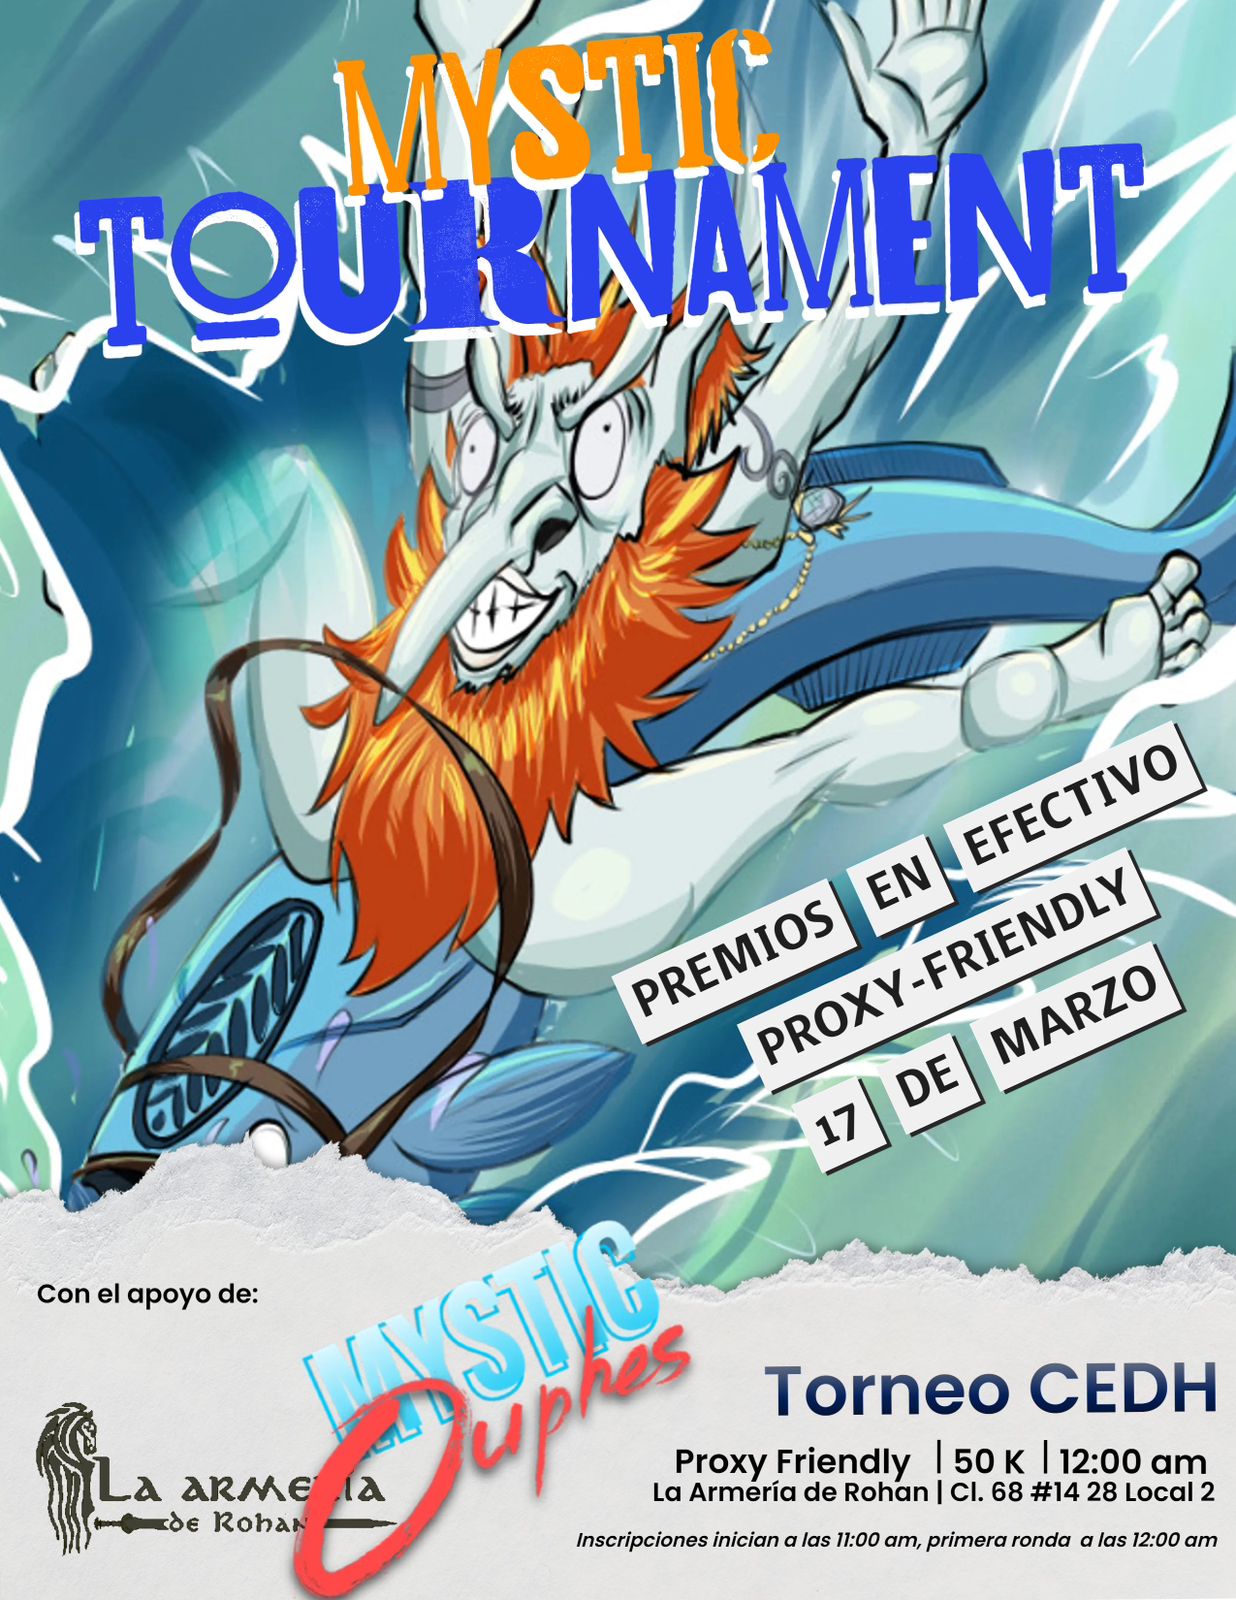 MYSTIC
TOURNAMENT
PREMIOS EN EFECTIVO
PROXY-FRIENDLY
17 DE MARZO
Con el apoyo de:
MYSTIC
Ouphes
LA ARMERÍA
de Rohan
Torneo CEDH
Proxy Friendly | 50 K | 12:00 am
La Armería de Rohan | Cl. 68 #14 28 Local 2
Inscripciones inician a las 11:00 am, primera ronda a las 12:00 am